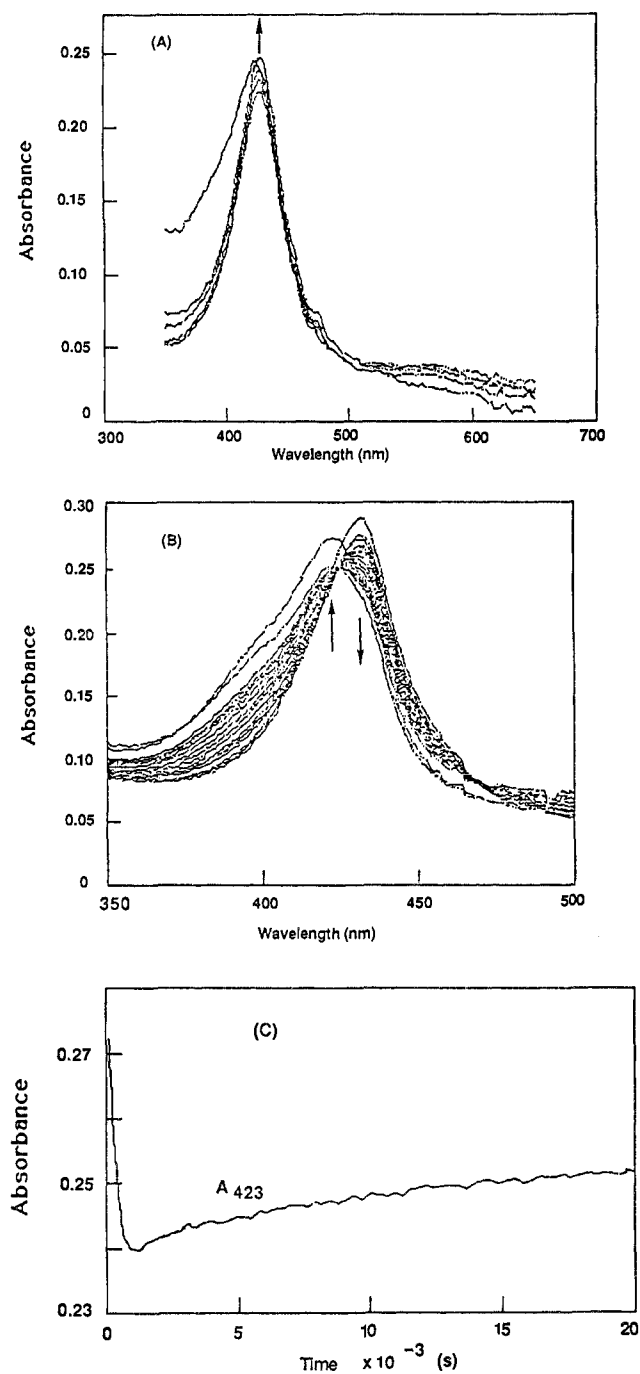 (A)
0.25
0.20
0.15
0.10
0.05
0
Absorbance
300 400 500 600 700
Wavelength (nm)
(B)
0.30
0.25
0.20
0.15
0.10
0.05
0
Absorbance
350 400 450 500
Wavelength (nm)
(C)
0.27
0.25
0.23
Absorbance
A 423
0 5 10 15 20
Time x 10 -3 (s)